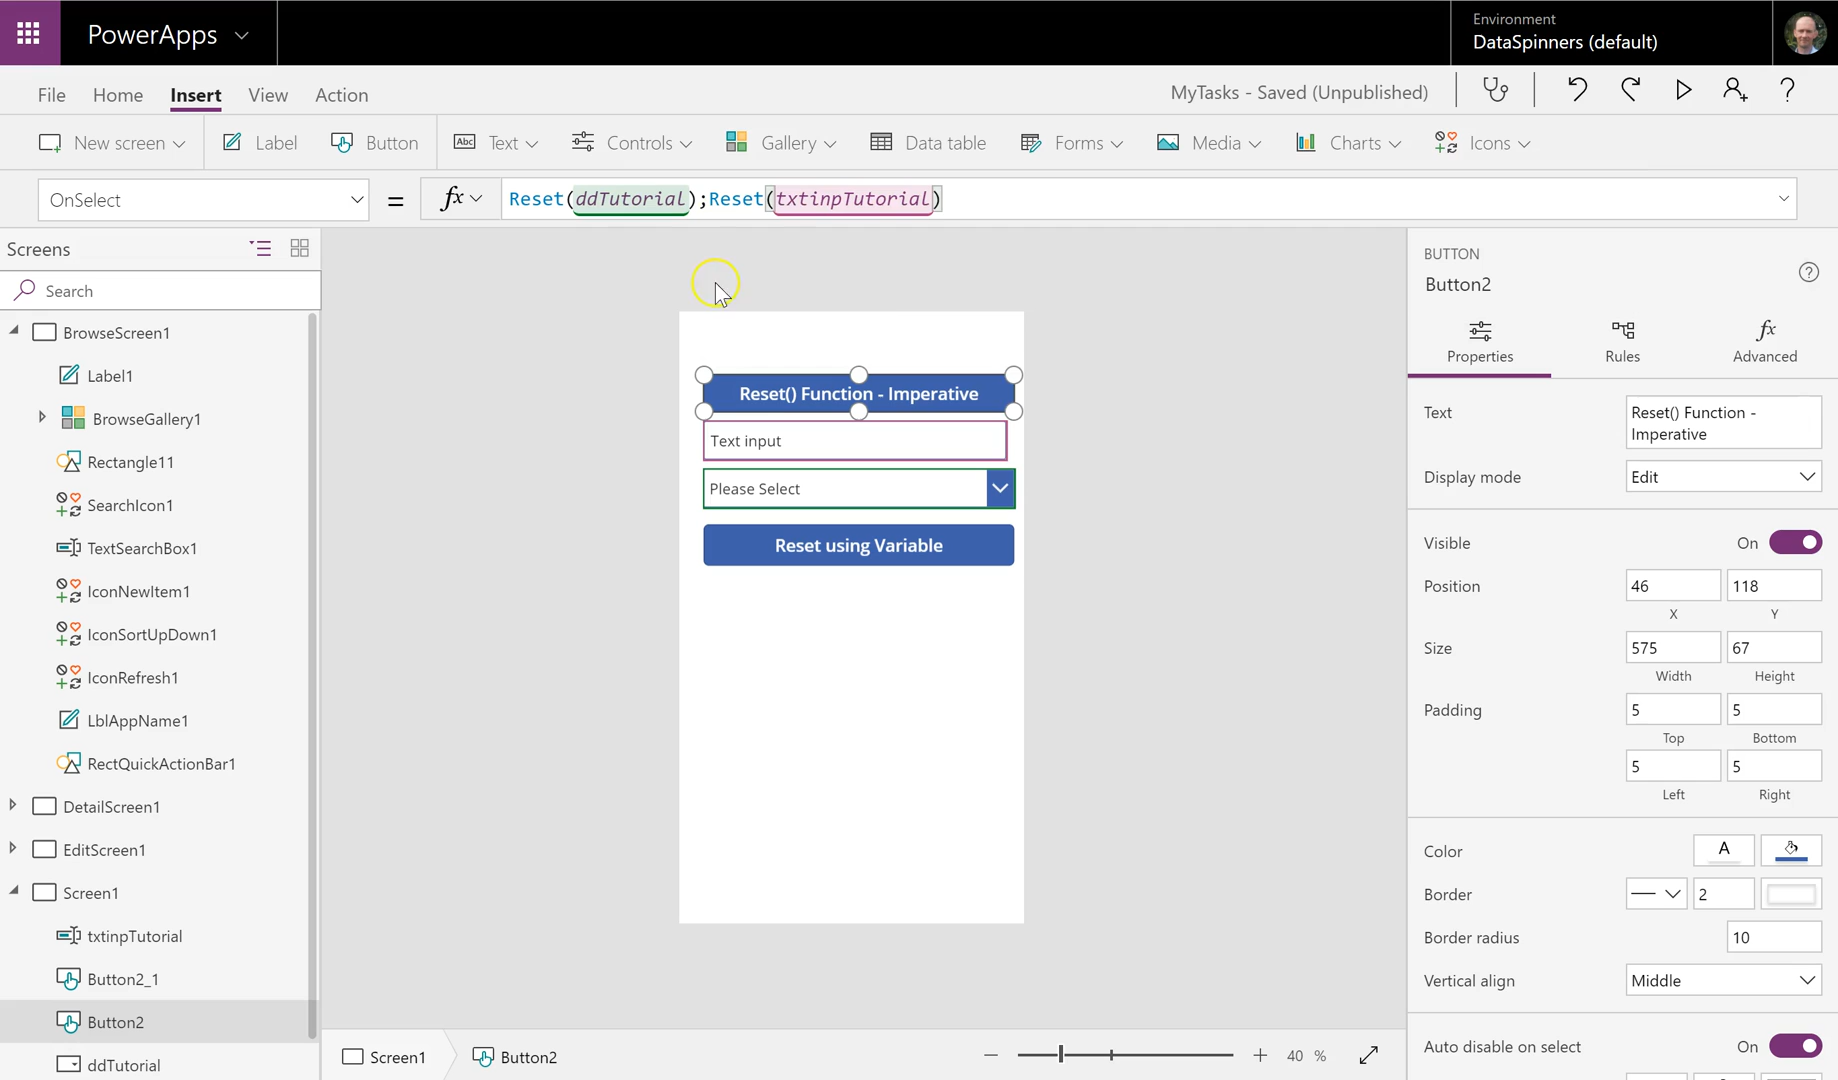 PowerApps
Environment
DataSpinners (default)
File Home Insert View Action
MyTasks - Saved (Unpublished)
New screen Label Button Text Controls Gallery Data table Forms Media Charts Icons
OnSelect = fx Reset(ddTutorial);Reset(txtinpTutorial)
Screens
Search
BrowseScreen1
Label1
BrowseGallery1
Rectangle11
SearchIcon1
TextSearchBox1
IconNewItem1
IconSortUpDown1
IconRefresh1
LblAppName1
RectQuickActionBar1
DetailScreen1
EditScreen1
Screen1
txtinpTutorial
Button2_1
Button2
ddTutorial
Reset() Function - Imperative
Text input
Please Select
Reset using Variable
Screen1 Button2
40 %
BUTTON
Button2
Properties Rules Advanced
Text Reset() Function -
Imperative
Display mode Edit
Visible On
Position 46 118
X Y
Size 575 67
Width Height
Padding 5 5
Top Bottom
5 5
Left Right
Color A
Border 2
Border radius 10
Vertical align Middle
Auto disable on select On